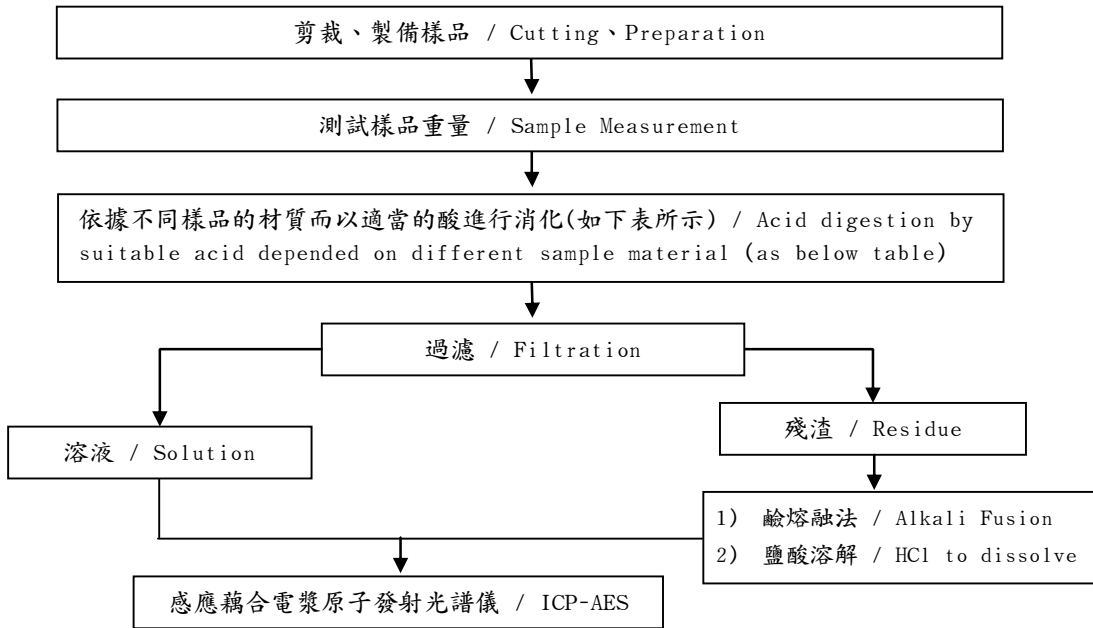 剪裁、製備樣品 / Cutting、Preparation
測試樣品重量 / Sample Measurement
依據不同樣品的材質而以適當的酸進行消化(如下表所示) / Acid digestion by
suitable acid depended on different sample material (as below table)
過濾 / Filtration
溶液 / Solution
殘渣 / Residue
1) 鹼熔融法 / Alkali Fusion
2) 鹽酸溶解 / HCl to dissolve
感應藕合電漿原子發射光譜儀 / ICP-AES